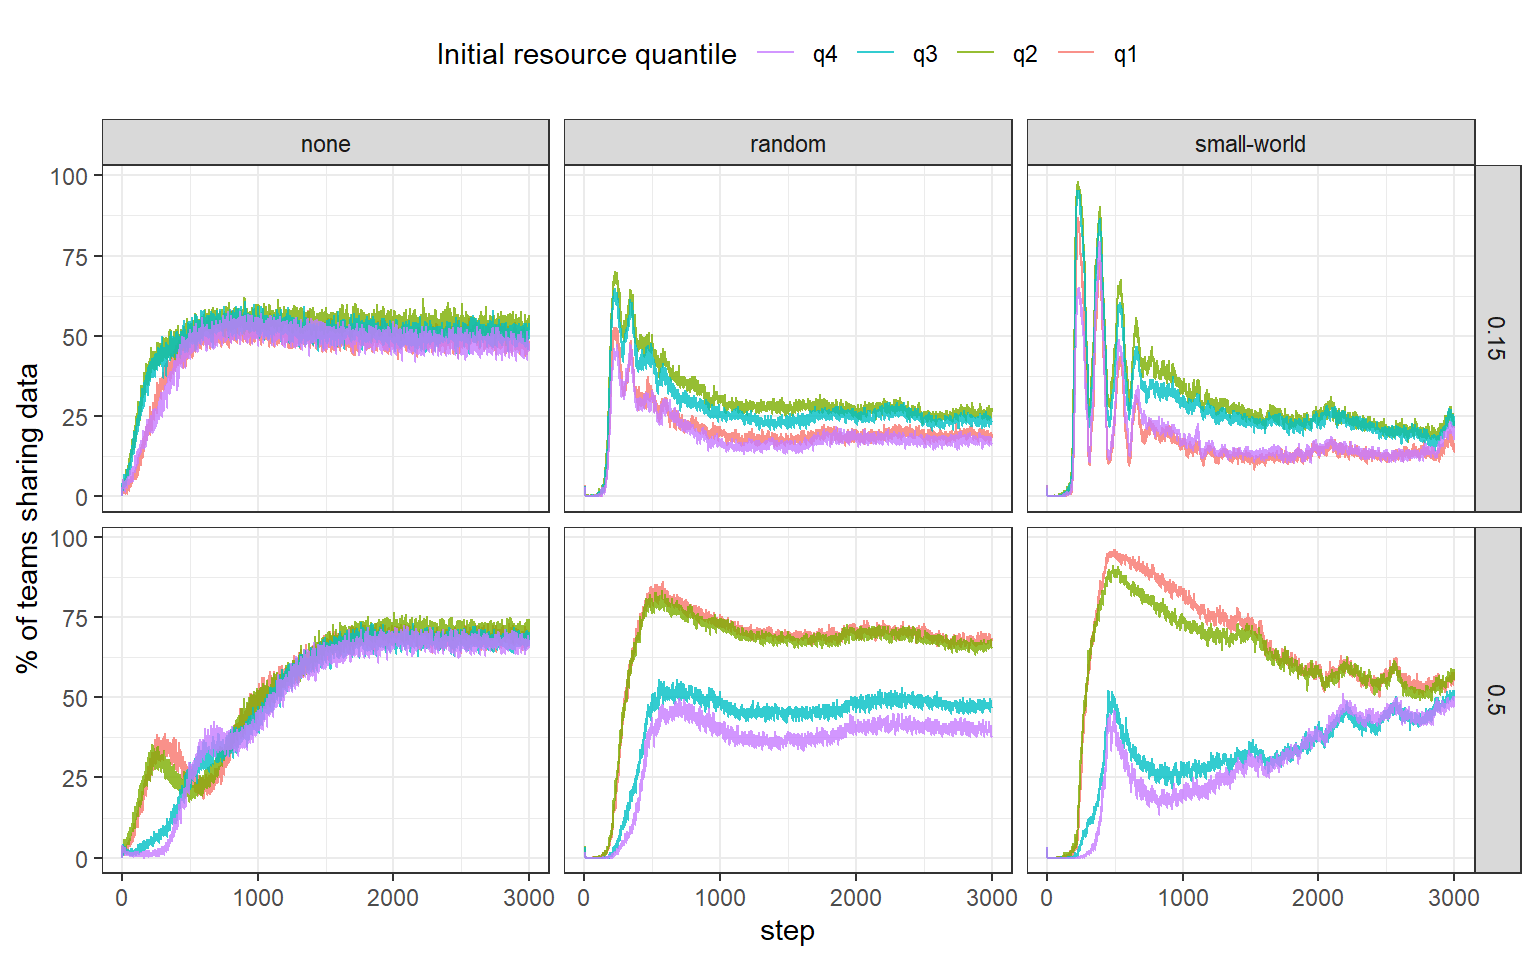 Initial resource quantile q4 q3 q2 q1
none random small-world
100
75
50
25
0
0.15
100
75
50
25
0
0.5
% of teams sharing data
0 1000 2000 3000 0 1000 2000 3000 0 1000 2000 3000
step